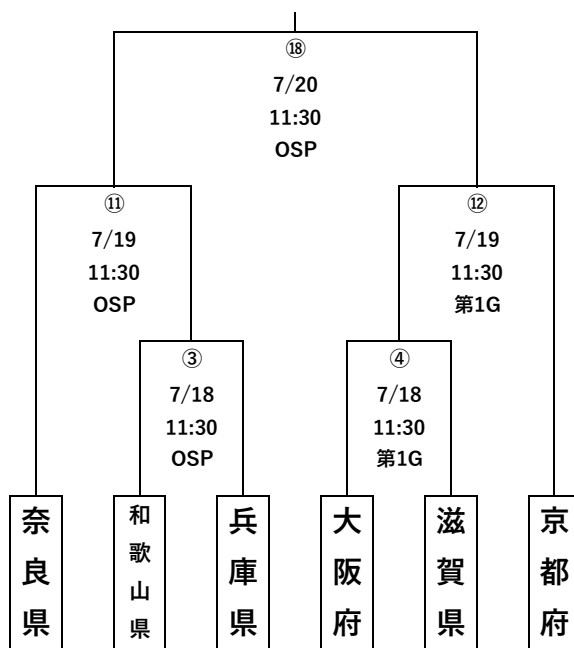 ⑱
7/20
11:30
OSP
⑪
7/19
11:30
OSP
⑫
7/19
11:30
第1G
③
7/18
11:30
OSP
④
7/18
11:30
第1G
奈良県
和歌山県
兵庫県
大阪府
滋賀県
京都府